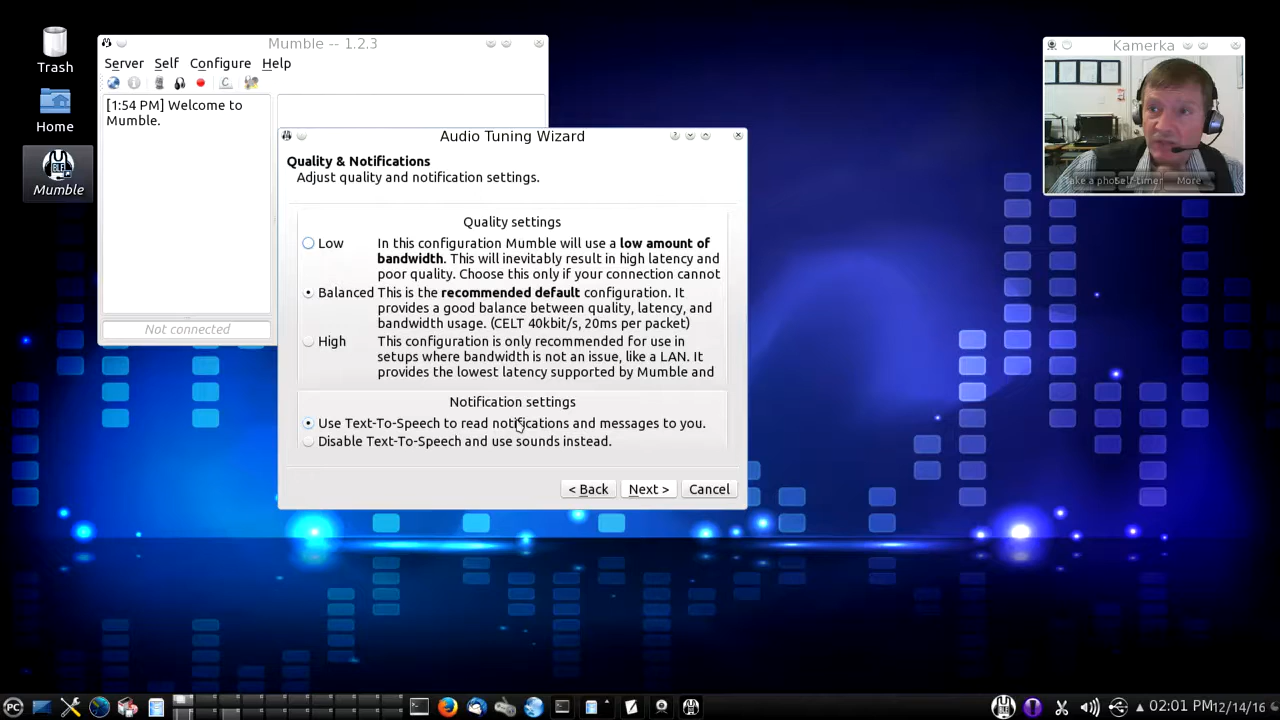 Trash
Home
Mumble
Mumble -- 1.2.3
Server Self Configure Help
[1:54 PM] Welcome to
Mumble.
Not connected
Audio Tuning Wizard
Quality & Notifications
Adjust quality and notification settings.
Quality settings
Low In this configuration Mumble will use a low amount of
bandwidth. This will inevitably result in high latency and
poor quality. Choose this only if your connection cannot
Balanced This is the recommended default configuration. It
provides a good balance between quality, latency, and
bandwidth usage. (CELT 40kbit/s, 20ms per packet)
High This configuration is only recommended for use in
setups where bandwidth is not an issue, like a LAN. It
provides the lowest latency supported by Mumble and
Notification settings
Use Text-To-Speech to read notifications and messages to you.
Disable Text-To-Speech and use sounds instead.
< Back Next > Cancel
Kamerka
Take a pho Self-timer More
PC
02:01 PM 12/14/16